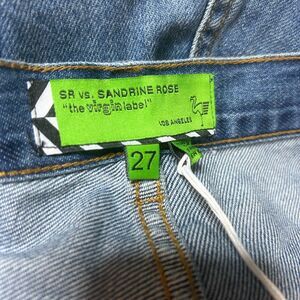 SR vs. SANDRINE ROSE
"the virgin label"
LOS ANGELES
27